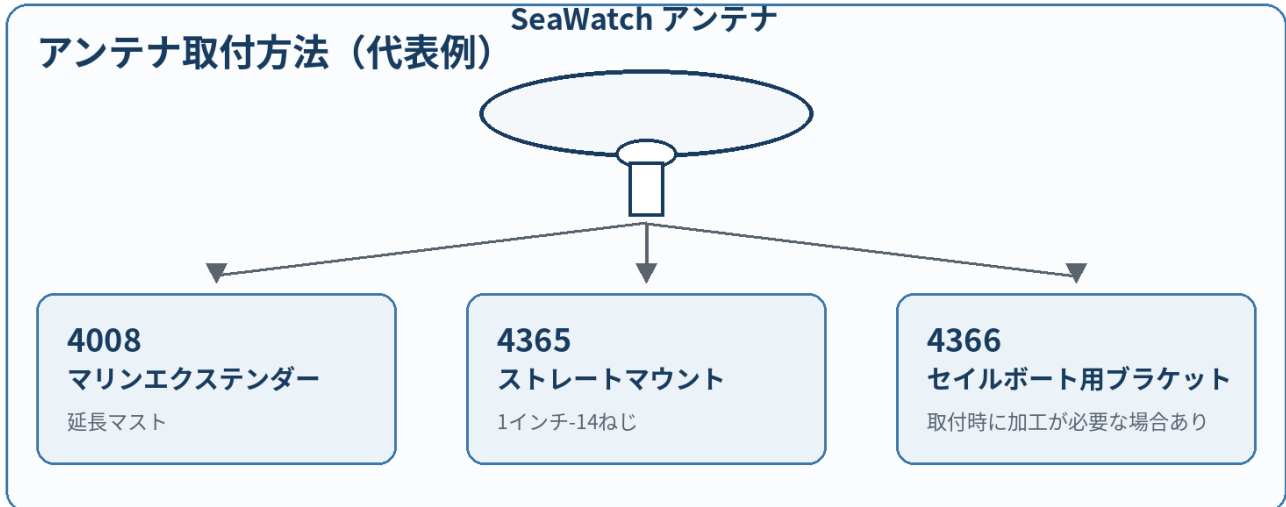 SeaWatch アンテナ
アンテナ取付方法（代表例）
4008
マリンエクステンダー
延長マスト
4365
ストレートマウント
1インチ-14ねじ
4366
セイルボート用ブラケット
取付時に加工が必要な場合あり